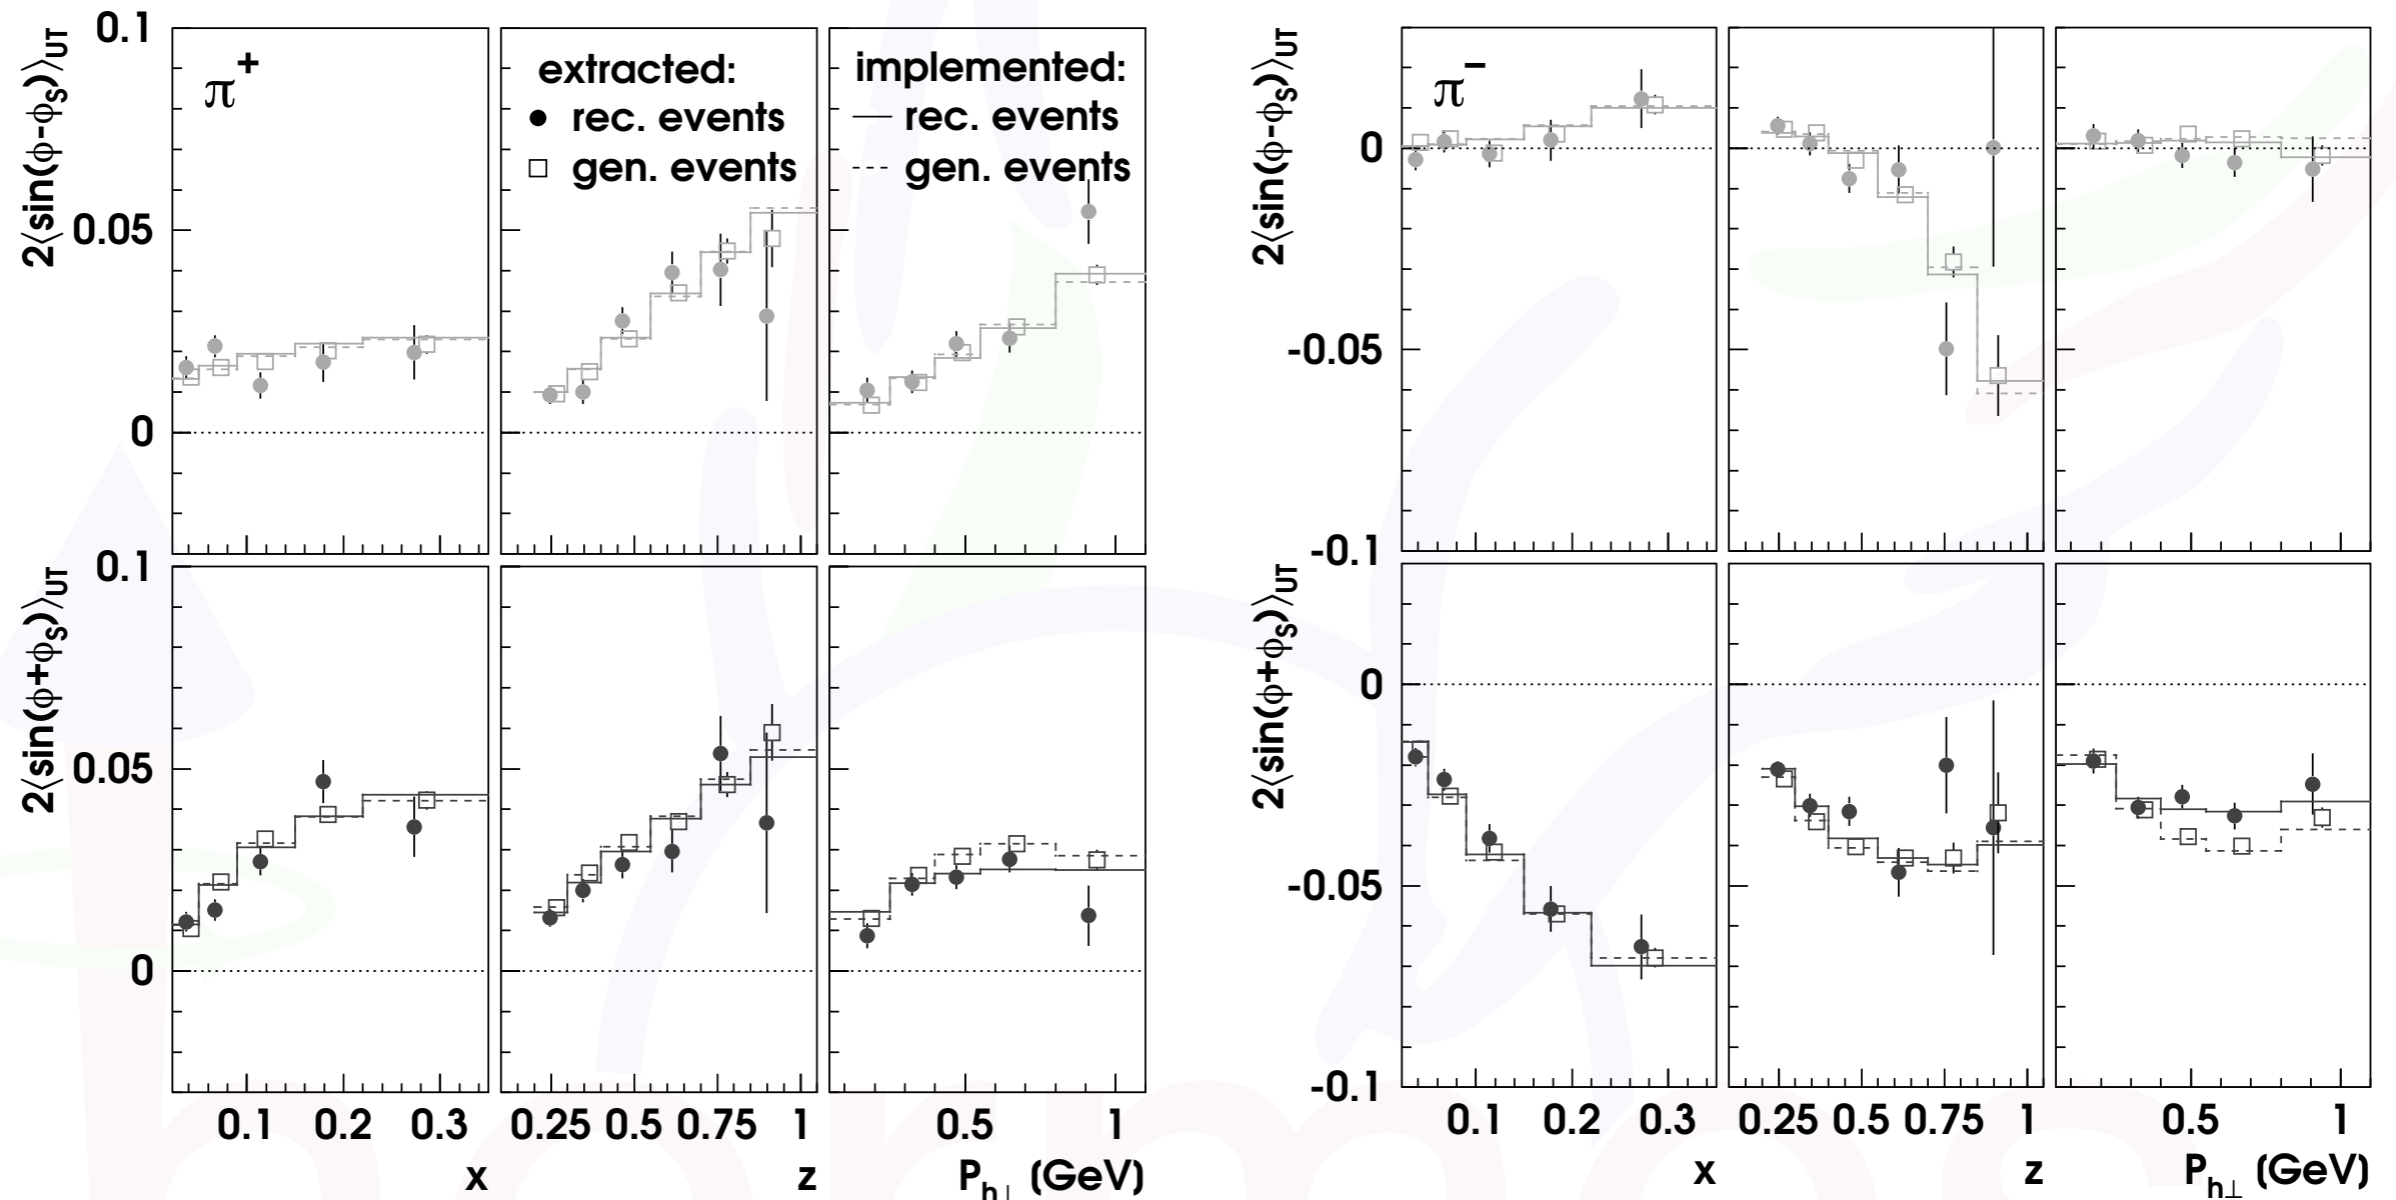 0.1
0.05
0
2⟨sin(ϕ-ϕS)⟩UT
π+
extracted:
rec. events
gen. events
implemented:
rec. events
gen. events
0.1
0.05
0
2⟨sin(ϕ+ϕS)⟩UT
0.1 0.2 0.3
x
0.25 0.5 0.75 1
z
0.5 1
Ph⊥ (GeV)
0
-0.05
-0.1
2⟨sin(ϕ-ϕS)⟩UT
π−
0
-0.05
-0.1
2⟨sin(ϕ+ϕS)⟩UT
0.1 0.2 0.3
x
0.25 0.5 0.75 1
z
0.5 1
Ph⊥ (GeV)